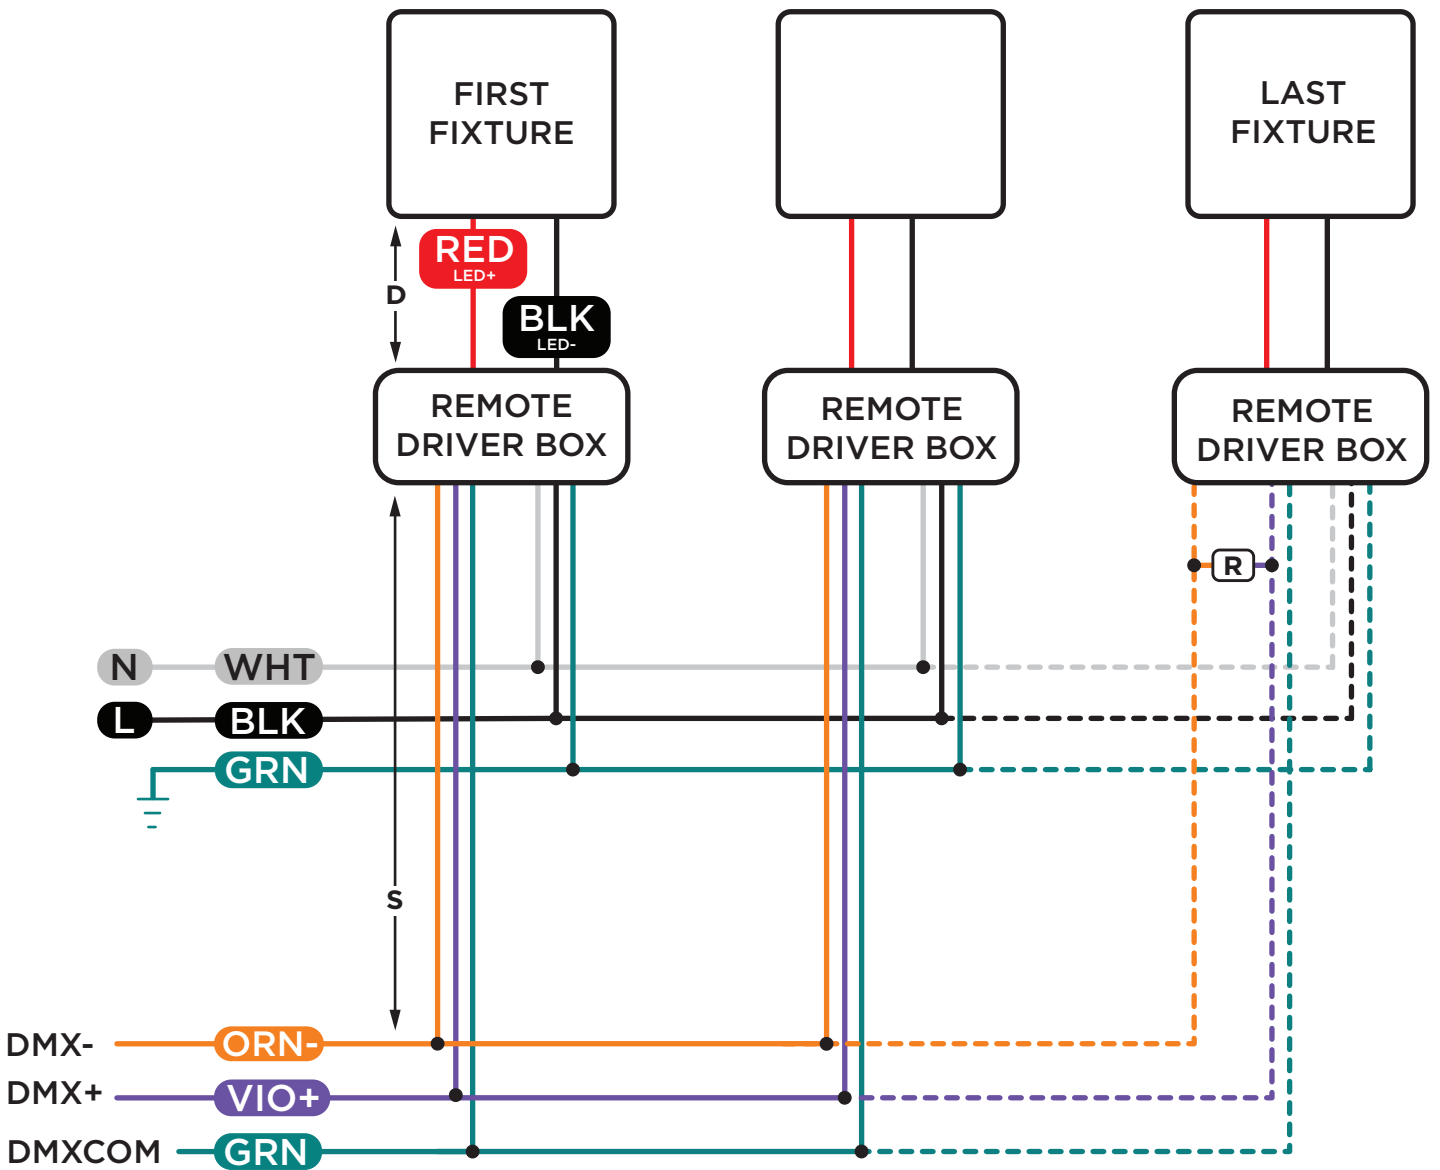 FIRST
FIXTURE
LAST
FIXTURE
RED
LED+
D
BLK
LED-
REMOTE
DRIVER BOX
REMOTE
DRIVER BOX
REMOTE
DRIVER BOX
R
N
WHT
L
BLK
GRN
S
DMX-
ORN-
DMX+
VIO+
DMXCOM
GRN